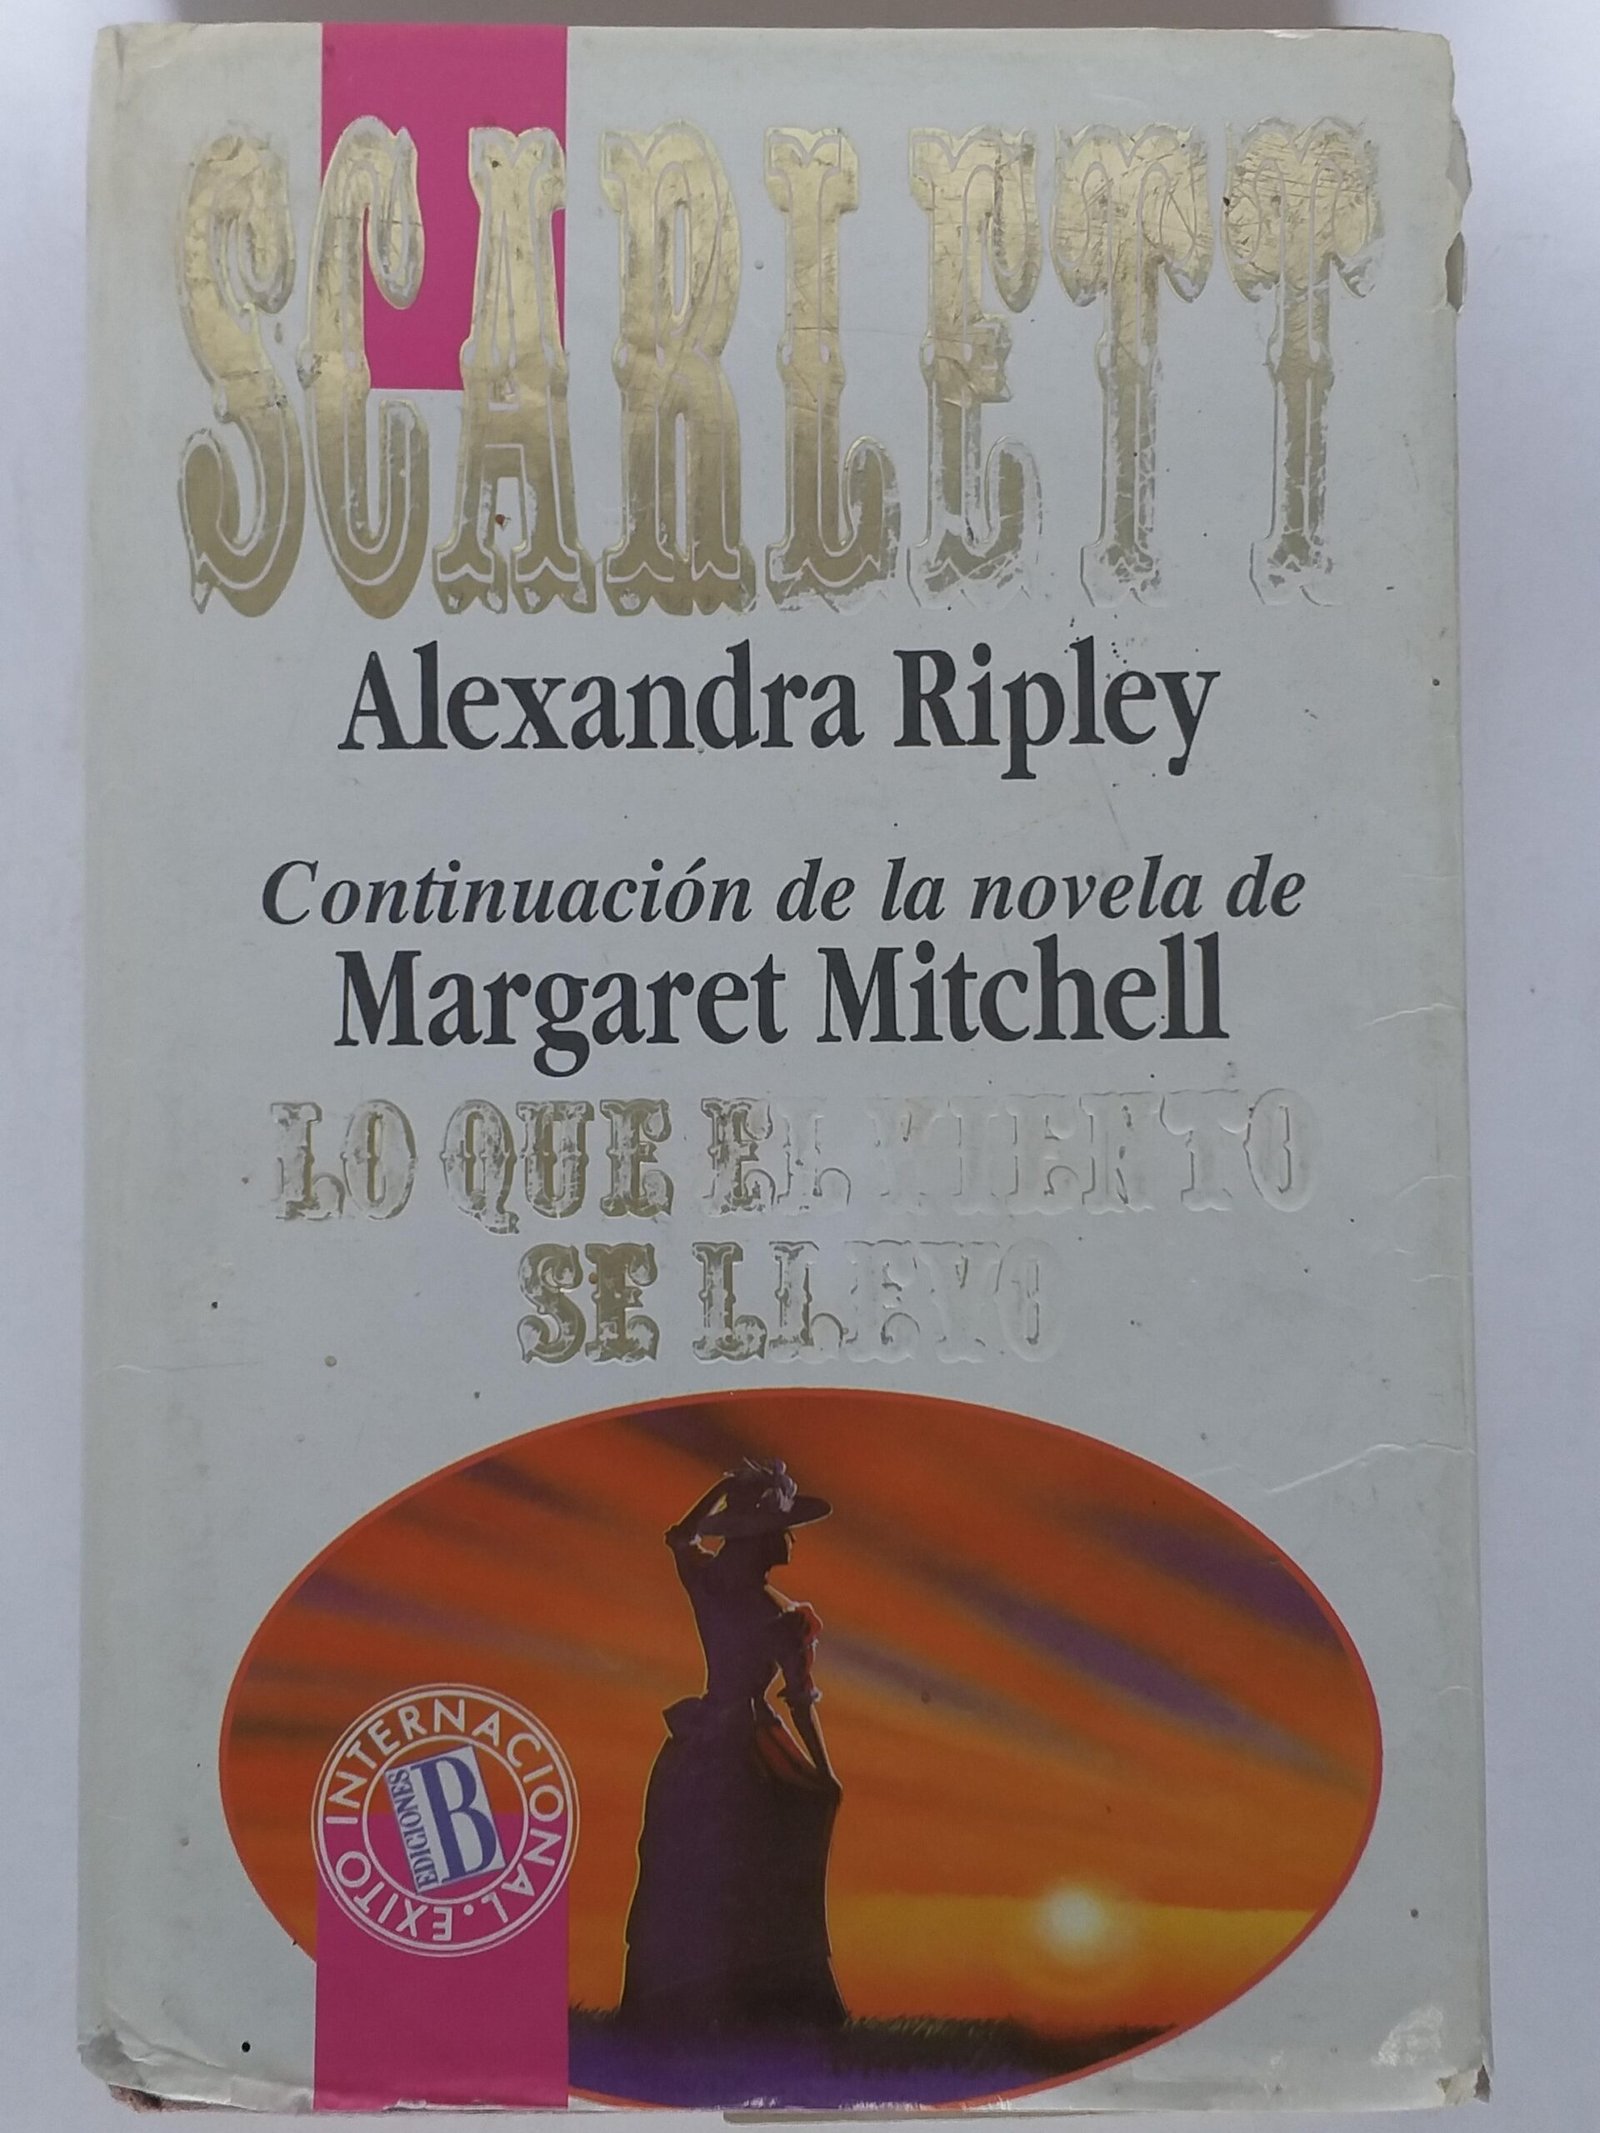 SCARLETT
Alexandra Ripley
Continuación de la novela de
Margaret Mitchell
LO QUE EL VIENTO
SE LLEVO
EXITO INTERNACIONAL.
B
EDICIONES